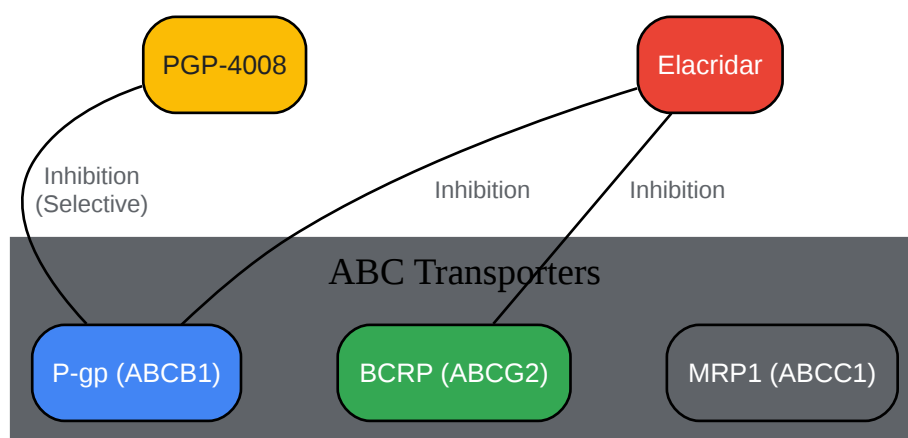 PGP-4008
Elacridar
Inhibition
(Selective)
Inhibition
Inhibition
ABC Transporters
P-gp (ABCB1)
BCRP (ABCG2)
MRP1 (ABCC1)